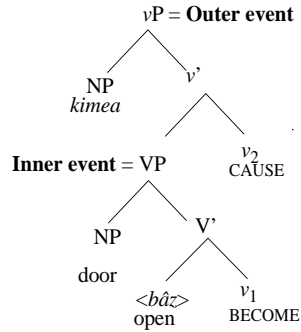 vP = Outer event
NP v'
kimea
Inner event = VP v2
CAUSE
NP V'
door
<bâz> v1
open BECOME